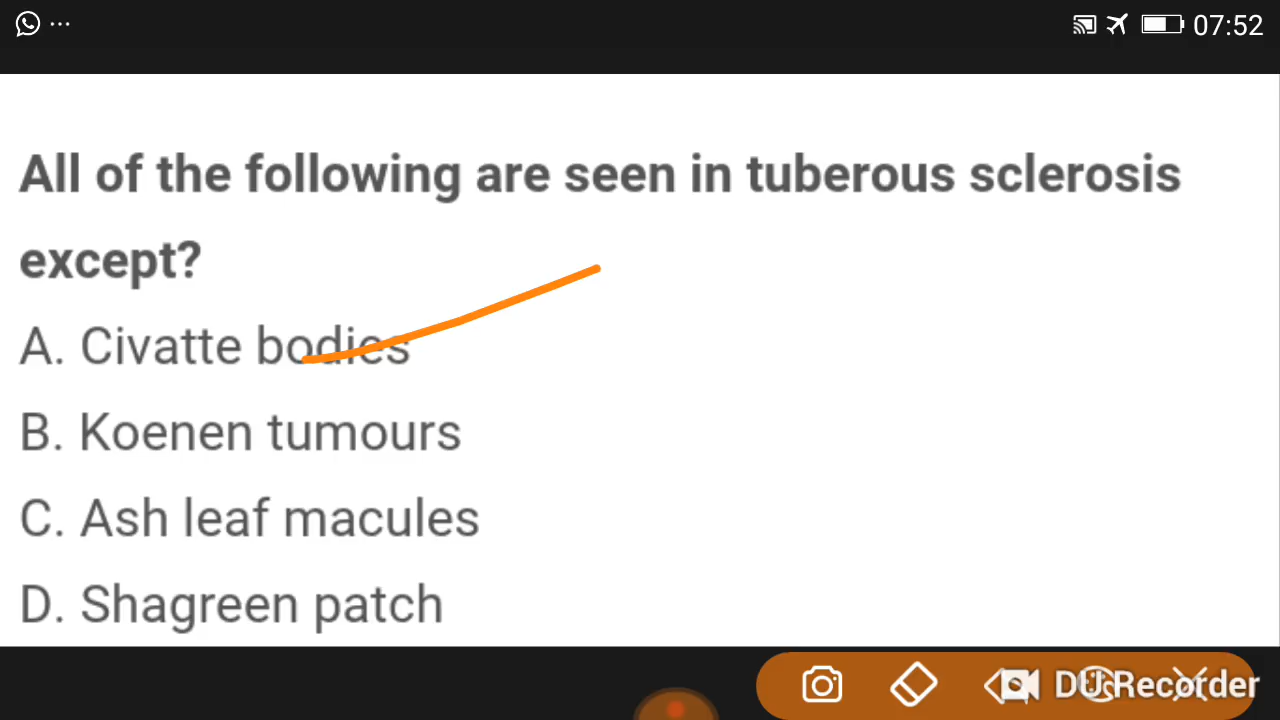 07:52
All of the following are seen in tuberous sclerosis
except?
A. Civatte bodies
B. Koenen tumours
C. Ash leaf macules
D. Shagreen patch
DU Recorder